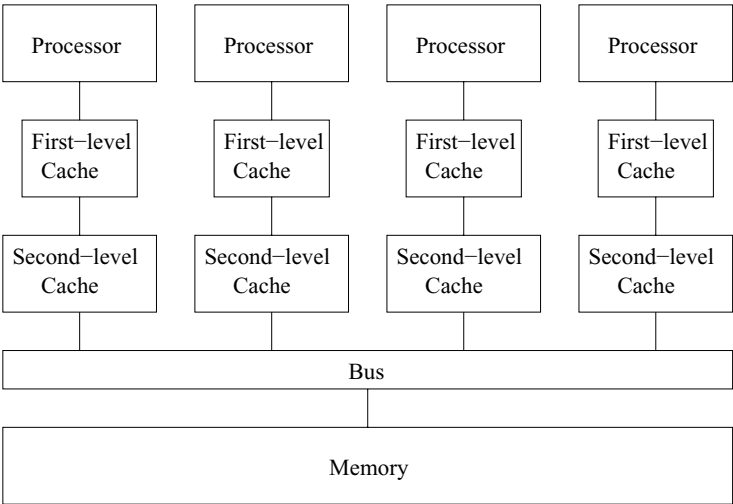 Processor
Processor
Processor
Processor
First−level
Cache
First−level
Cache
First−level
Cache
First−level
Cache
Second−level
Cache
Second−level
Cache
Second−level
Cache
Second−level
Cache
Bus
Memory